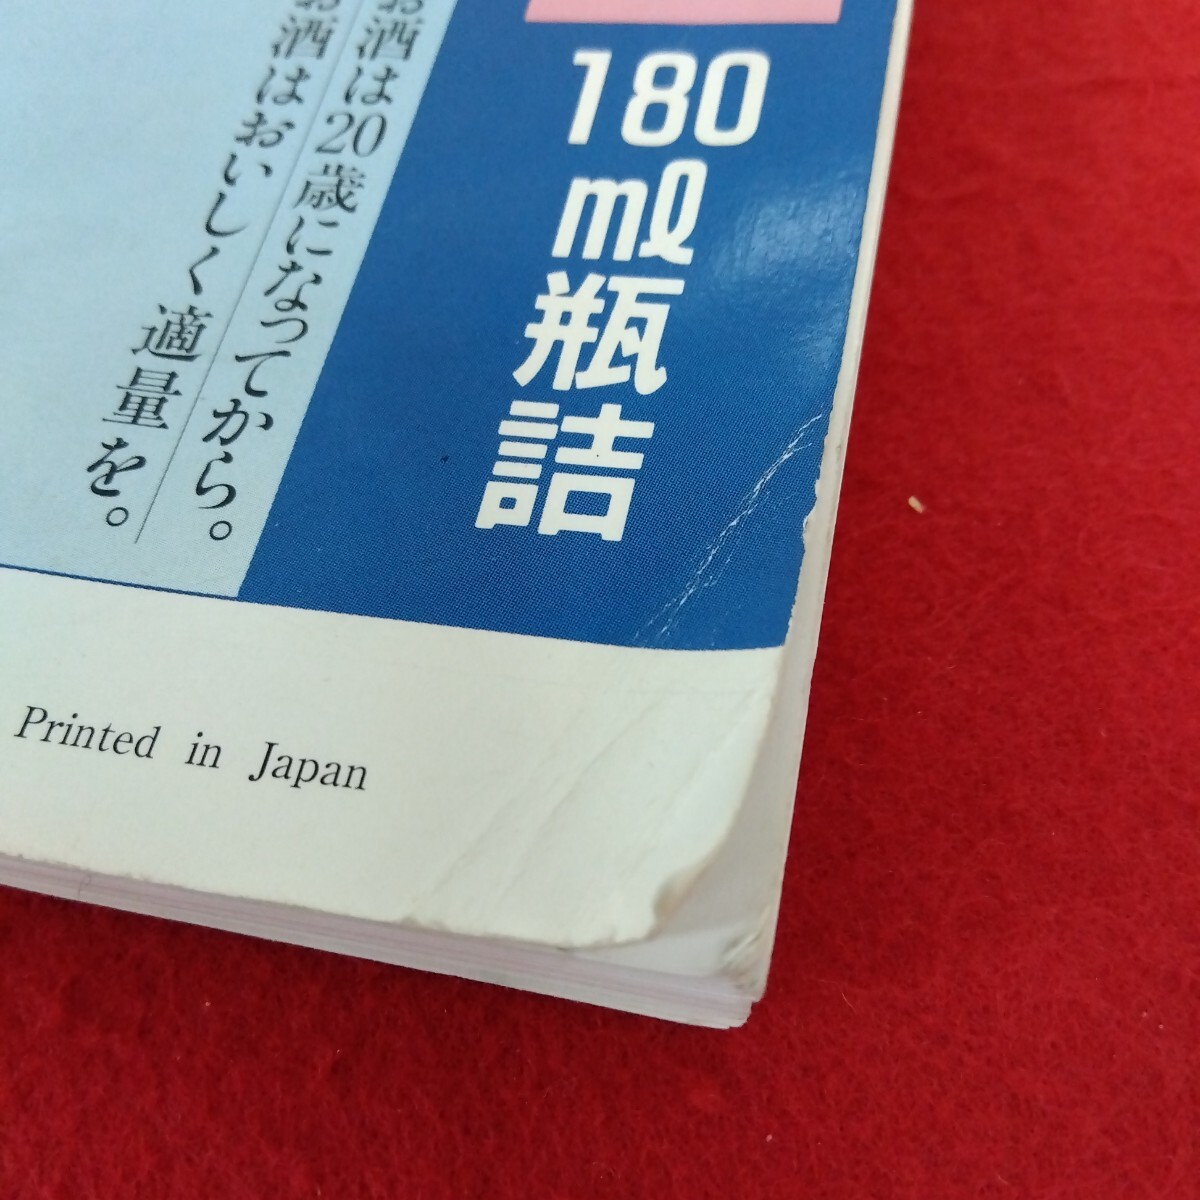 180
ml
瓶
詰
お酒は20歳になってから。
お酒はおいしく適量を。
Printed in Japan